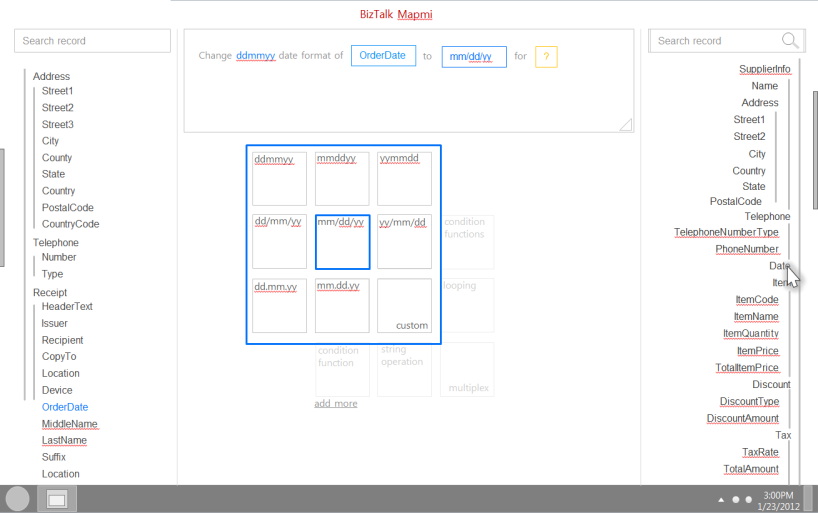 BizTalk Mapmi
Search record
Address
Street1
Street2
Street3
City
County
State
Country
PostalCode
CountryCode
Telephone
Number
Type
Receipt
HeaderText
Issuer
Recipient
CopyTo
Location
Device
OrderDate
MiddleName
LastName
Suffix
Location
Change ddmmyy date format of OrderDate to mm/dd/yy for ?
ddmmyy mmddyy yymmdd
dd/mm/yy mm/dd/yy yy/mm/dd
dd.mm.yy mm.dd.yy custom
condition
functions
looping
condition
function
string
operation
multiplex
add more
Search record
SupplierInfo
Name
Address
Street1
Street2
City
Country
State
PostalCode
Telephone
TelephoneNumberType
PhoneNumber
Date
Item
ItemCode
ItemName
ItemQuantity
ItemPrice
TotalItemPrice
Discount
DiscountType
DiscountAmount
Tax
TaxRate
TotalAmount
3:00PM
1/23/2012